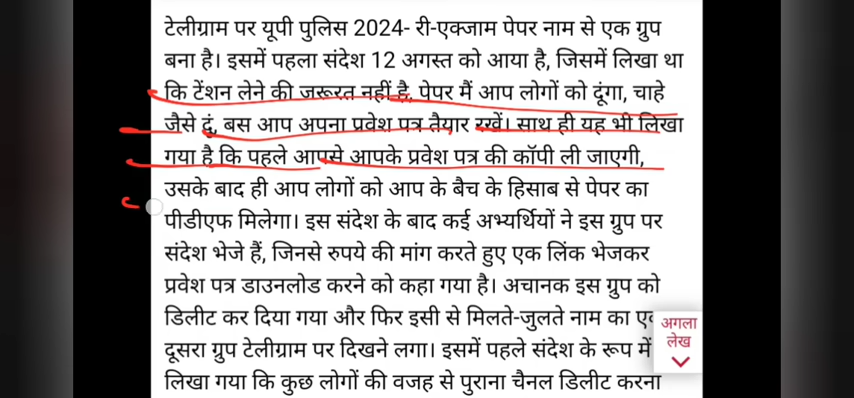 टेलीग्राम पर यूपी पुलिस 2024- री-एक्जाम पेपर नाम से एक ग्रुप
बना है। इसमें पहला संदेश 12 अगस्त को आया है, जिसमें लिखा था
कि टेंशन लेने की जरूरत नहीं है, पेपर मैं आप लोगों को दूंगा, चाहे
जैसे दूं, बस आप अपना प्रवेश पत्र तैयार रखें। साथ ही यह भी लिखा
गया है कि पहले आपसे आपके प्रवेश पत्र की कॉपी ली जाएगी,
उसके बाद ही आप लोगों को आप के बैच के हिसाब से पेपर का
पीडीएफ मिलेगा। इस संदेश के बाद कई अभ्यर्थियों ने इस ग्रुप पर
संदेश भेजे हैं, जिनसे रुपये की मांग करते हुए एक लिंक भेजकर
प्रवेश पत्र डाउनलोड करने को कहा गया है। अचानक इस ग्रुप को
डिलीट कर दिया गया और फिर इसी से मिलते-जुलते नाम का
दूसरा ग्रुप टेलीग्राम पर दिखने लगा। इसमें पहले संदेश के रूप में
लिखा गया कि कुछ लोगों की वजह से पुराना चैनल डिलीट करना
अगला
लेख